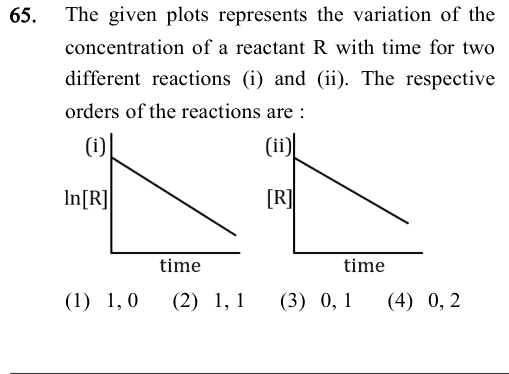 65. The given plots represents the variation of the
concentration of a reactant R with time for two
different reactions (i) and (ii). The respective
orders of the reactions are :
(i) (ii)
ln[R] [R]
time time
(1) 1, 0 (2) 1, 1 (3) 0, 1 (4) 0, 2